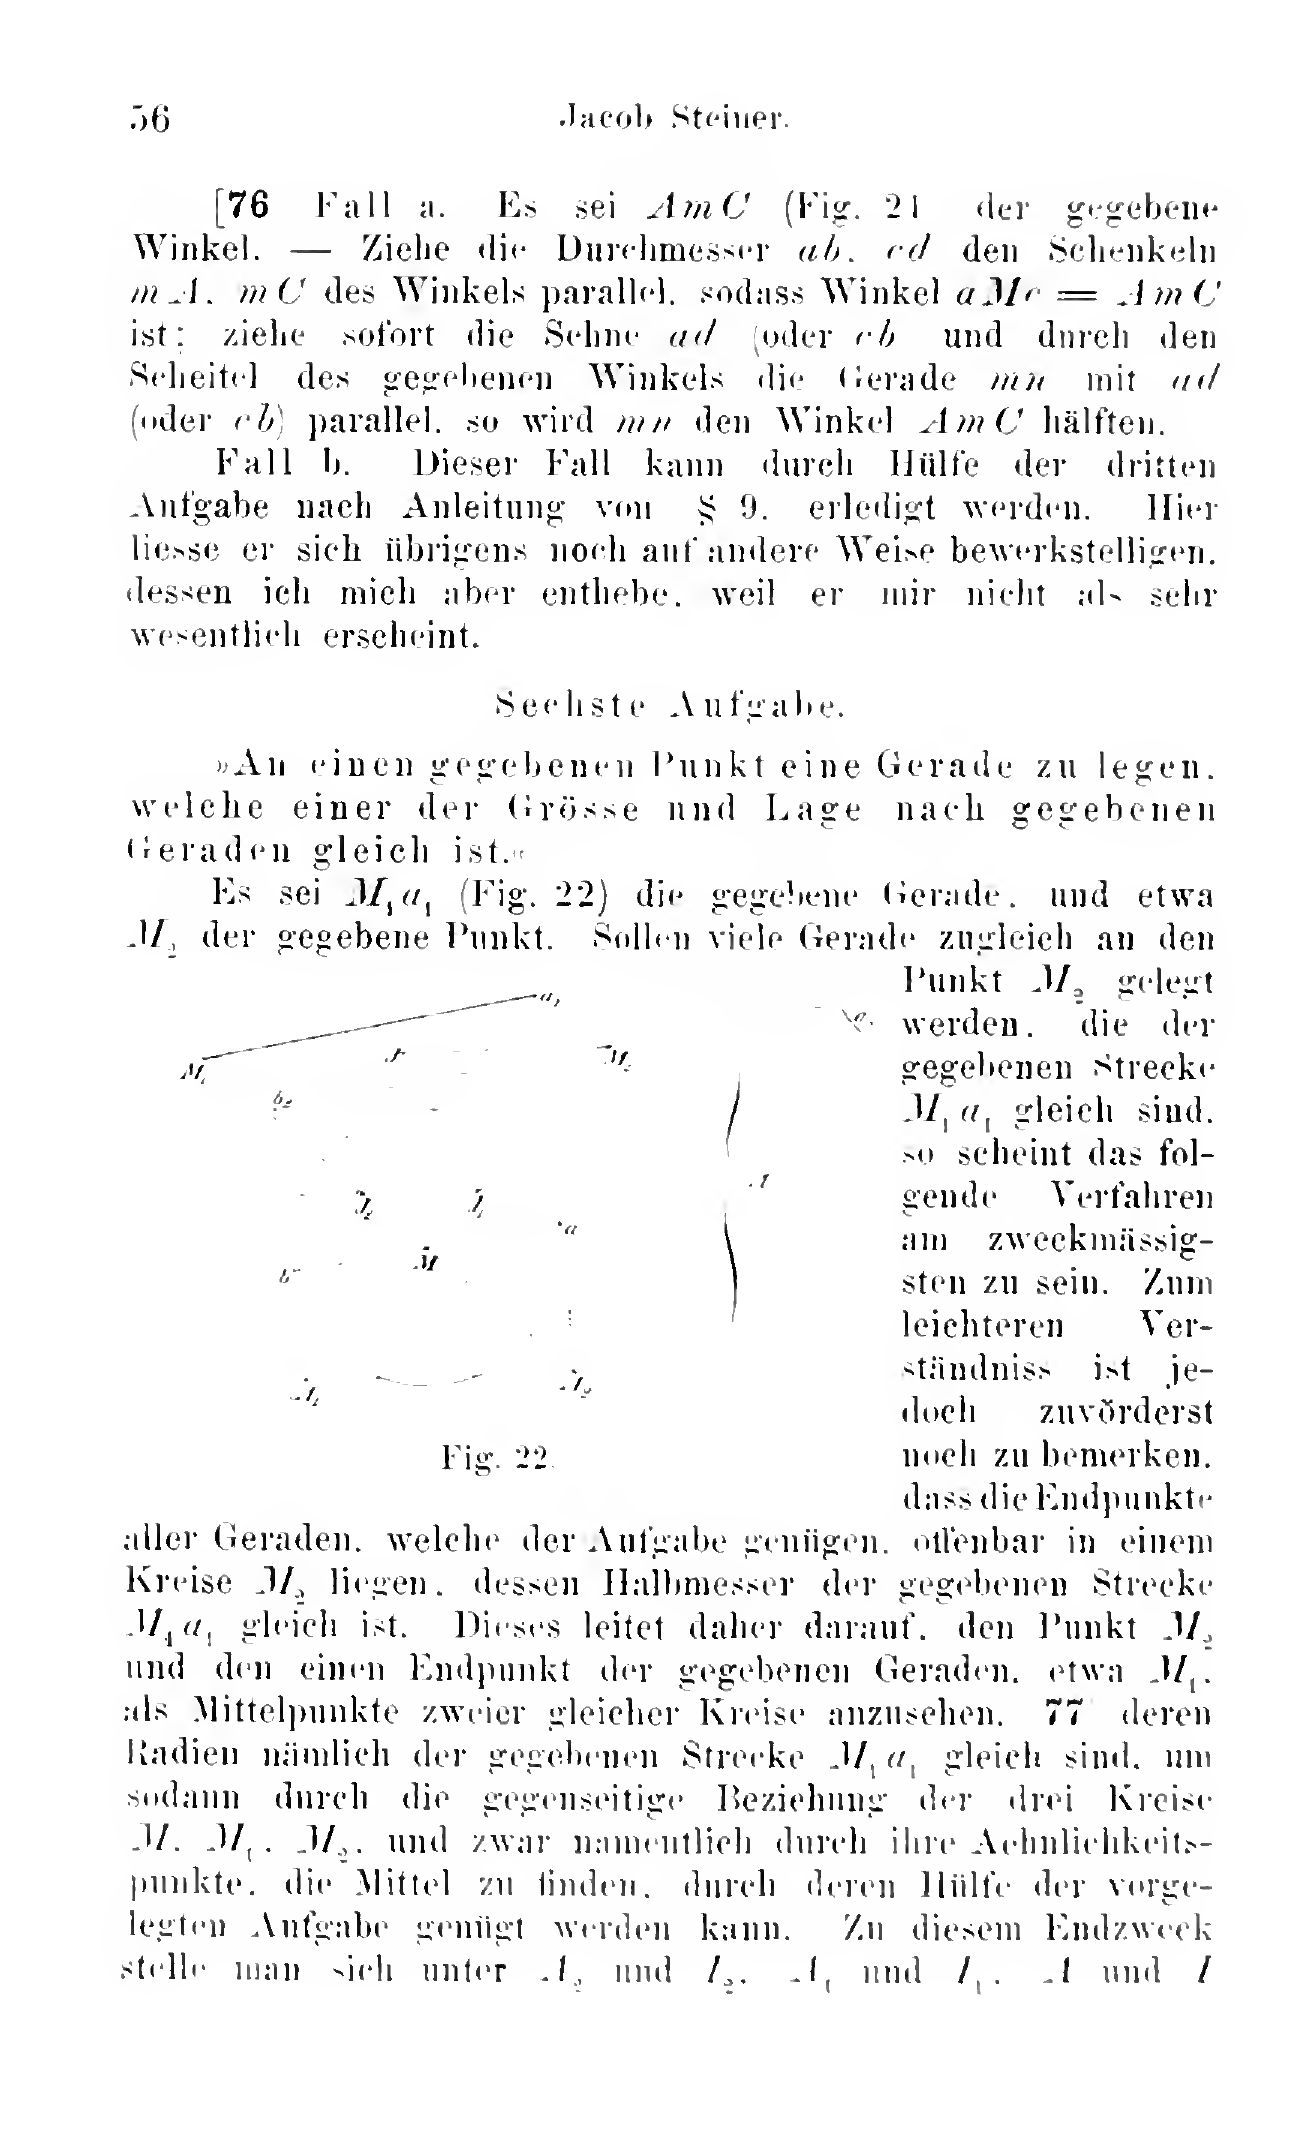 56 Jacob Steiner.
[76] Fall a. Es sei AmC (Fig. 21) der gegebene
Winkel. — Ziehe die Durchmesser ab, cd den Schenkeln
mA, mC des Winkels parallel, sodass Winkel aMc = AmC
ist; ziehe sofort die Sehne ad (oder cb) und durch den
Scheitel des gegebenen Winkels die Gerade mn mit ad
(oder cb) parallel, so wird mn den Winkel AmC hälften.
Fall b. Dieser Fall kann durch Hülfe der dritten
Aufgabe nach Anleitung von § 9. erledigt werden. Hier
liesse er sich übrigens noch auf andere Weise bewerkstelligen,
dessen ich mich aber enthebe, weil er mir nicht als sehr
wesentlich erscheint.
Sechste Aufgabe.
»An einen gegebenen Punkt eine Gerade zu legen,
welche einer der Grösse und Lage nach gegebenen
Geraden gleich ist.«
Es sei M₁a₁ (Fig. 22) die gegebene Gerade, und etwa
M₂ der gegebene Punkt. Sollen viele Gerade zugleich an den
Punkt M₂ gelegt
werden, die der
gegebenen Strecke
M₁a₁ gleich sind,
so scheint das fol-
gende Verfahren
am zweckmässig-
sten zu sein. Zum
leichteren Ver-
ständniss ist je-
doch zuvörderst
noch zu bemerken,
dass die Endpunkte
a₁
M₁
M₂
b₂
I₂ I₁
A
a
M
b
A₁ A₂
Fig. 22.
aller Geraden, welche der Aufgabe genügen, offenbar in einem
Kreise M₂ liegen, dessen Halbmesser der gegebenen Strecke
M₁a₁ gleich ist. Dieses leitet daher darauf, den Punkt M₂
und den einen Endpunkt der gegebenen Geraden, etwa M₁,
als Mittelpunkte zweier gleicher Kreise anzusehen, [77] deren
Radien nämlich der gegebenen Strecke M₁a₁ gleich sind, um
sodann durch die gegenseitige Beziehung der drei Kreise
M, M₁, M₂, und zwar namentlich durch ihre Aehnlichkeits-
punkte, die Mittel zu finden, durch deren Hülfe der vorge-
legten Aufgabe genügt werden kann. Zu diesem Endzweck
stelle man sich unter A₂ und I₂, A₁ und I₁, A und I